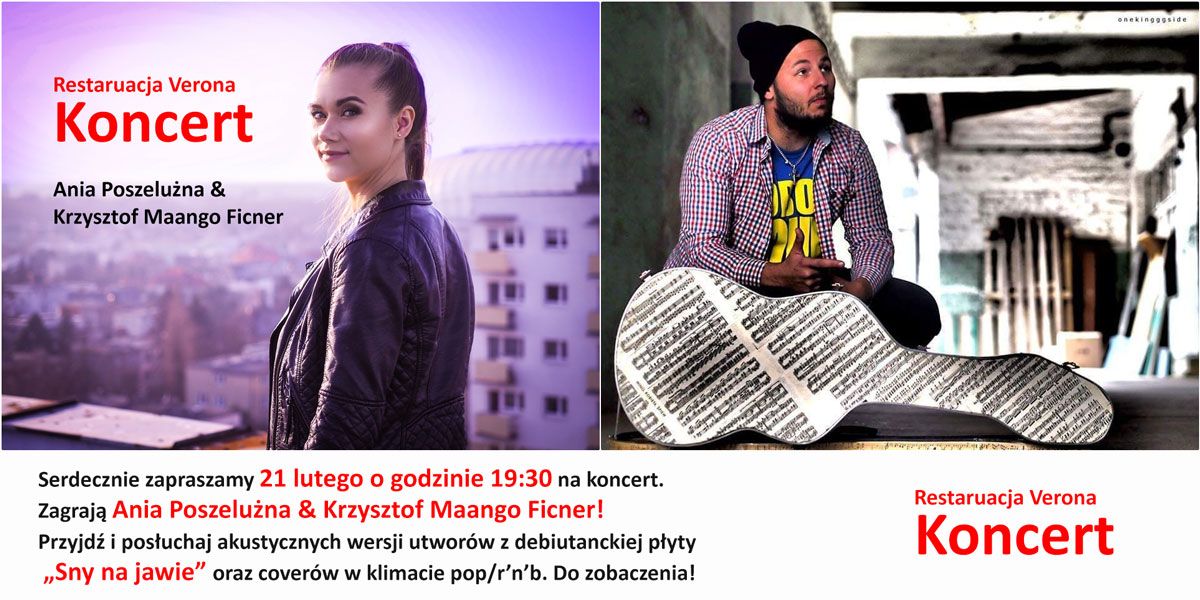 Restaruacja Verona
Koncert
Ania Poszelużna &
Krzysztof Maango Ficner
onekingggside
Serdecznie zapraszamy 21 lutego o godzinie 19:30 na koncert.
Zagrają Ania Poszelużna & Krzysztof Maango Ficner!
Przyjdź i posłuchaj akustycznych wersji utworów z debiutanckiej płyty
„Sny na jawie” oraz coverów w klimacie pop/r’n’b. Do zobaczenia!
Restaruacja Verona
Koncert